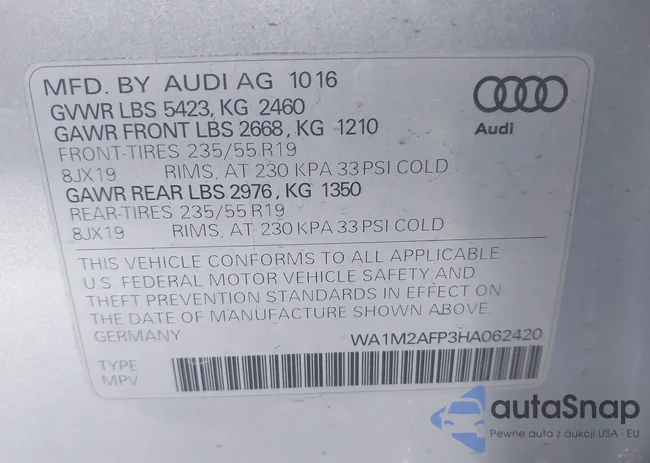 MFD. BY AUDI AG 1016
GVWR LBS 5423, KG 2460
GAWR FRONT LBS 2668, KG 1210
FRONT-TIRES 235/55 R19
8JX19 RIMS, AT 230 KPA 33 PSI COLD
GAWR REAR LBS 2976, KG 1350
REAR-TIRES 235/55 R19
8JX19 RIMS, AT 230 KPA 33 PSI COLD
Audi
THIS VEHICLE CONFORMS TO ALL APPLICABLE
U.S. FEDERAL MOTOR VEHICLE SAFETY AND
THEFT PREVENTION STANDARDS IN EFFECT ON
THE DATE OF MANUFACTURE SHOWN ABOVE.
GERMANY WA1M2AFP3HA062420
TYPE
MPV
autaSnap
Pewne auta z aukcji USA i EU